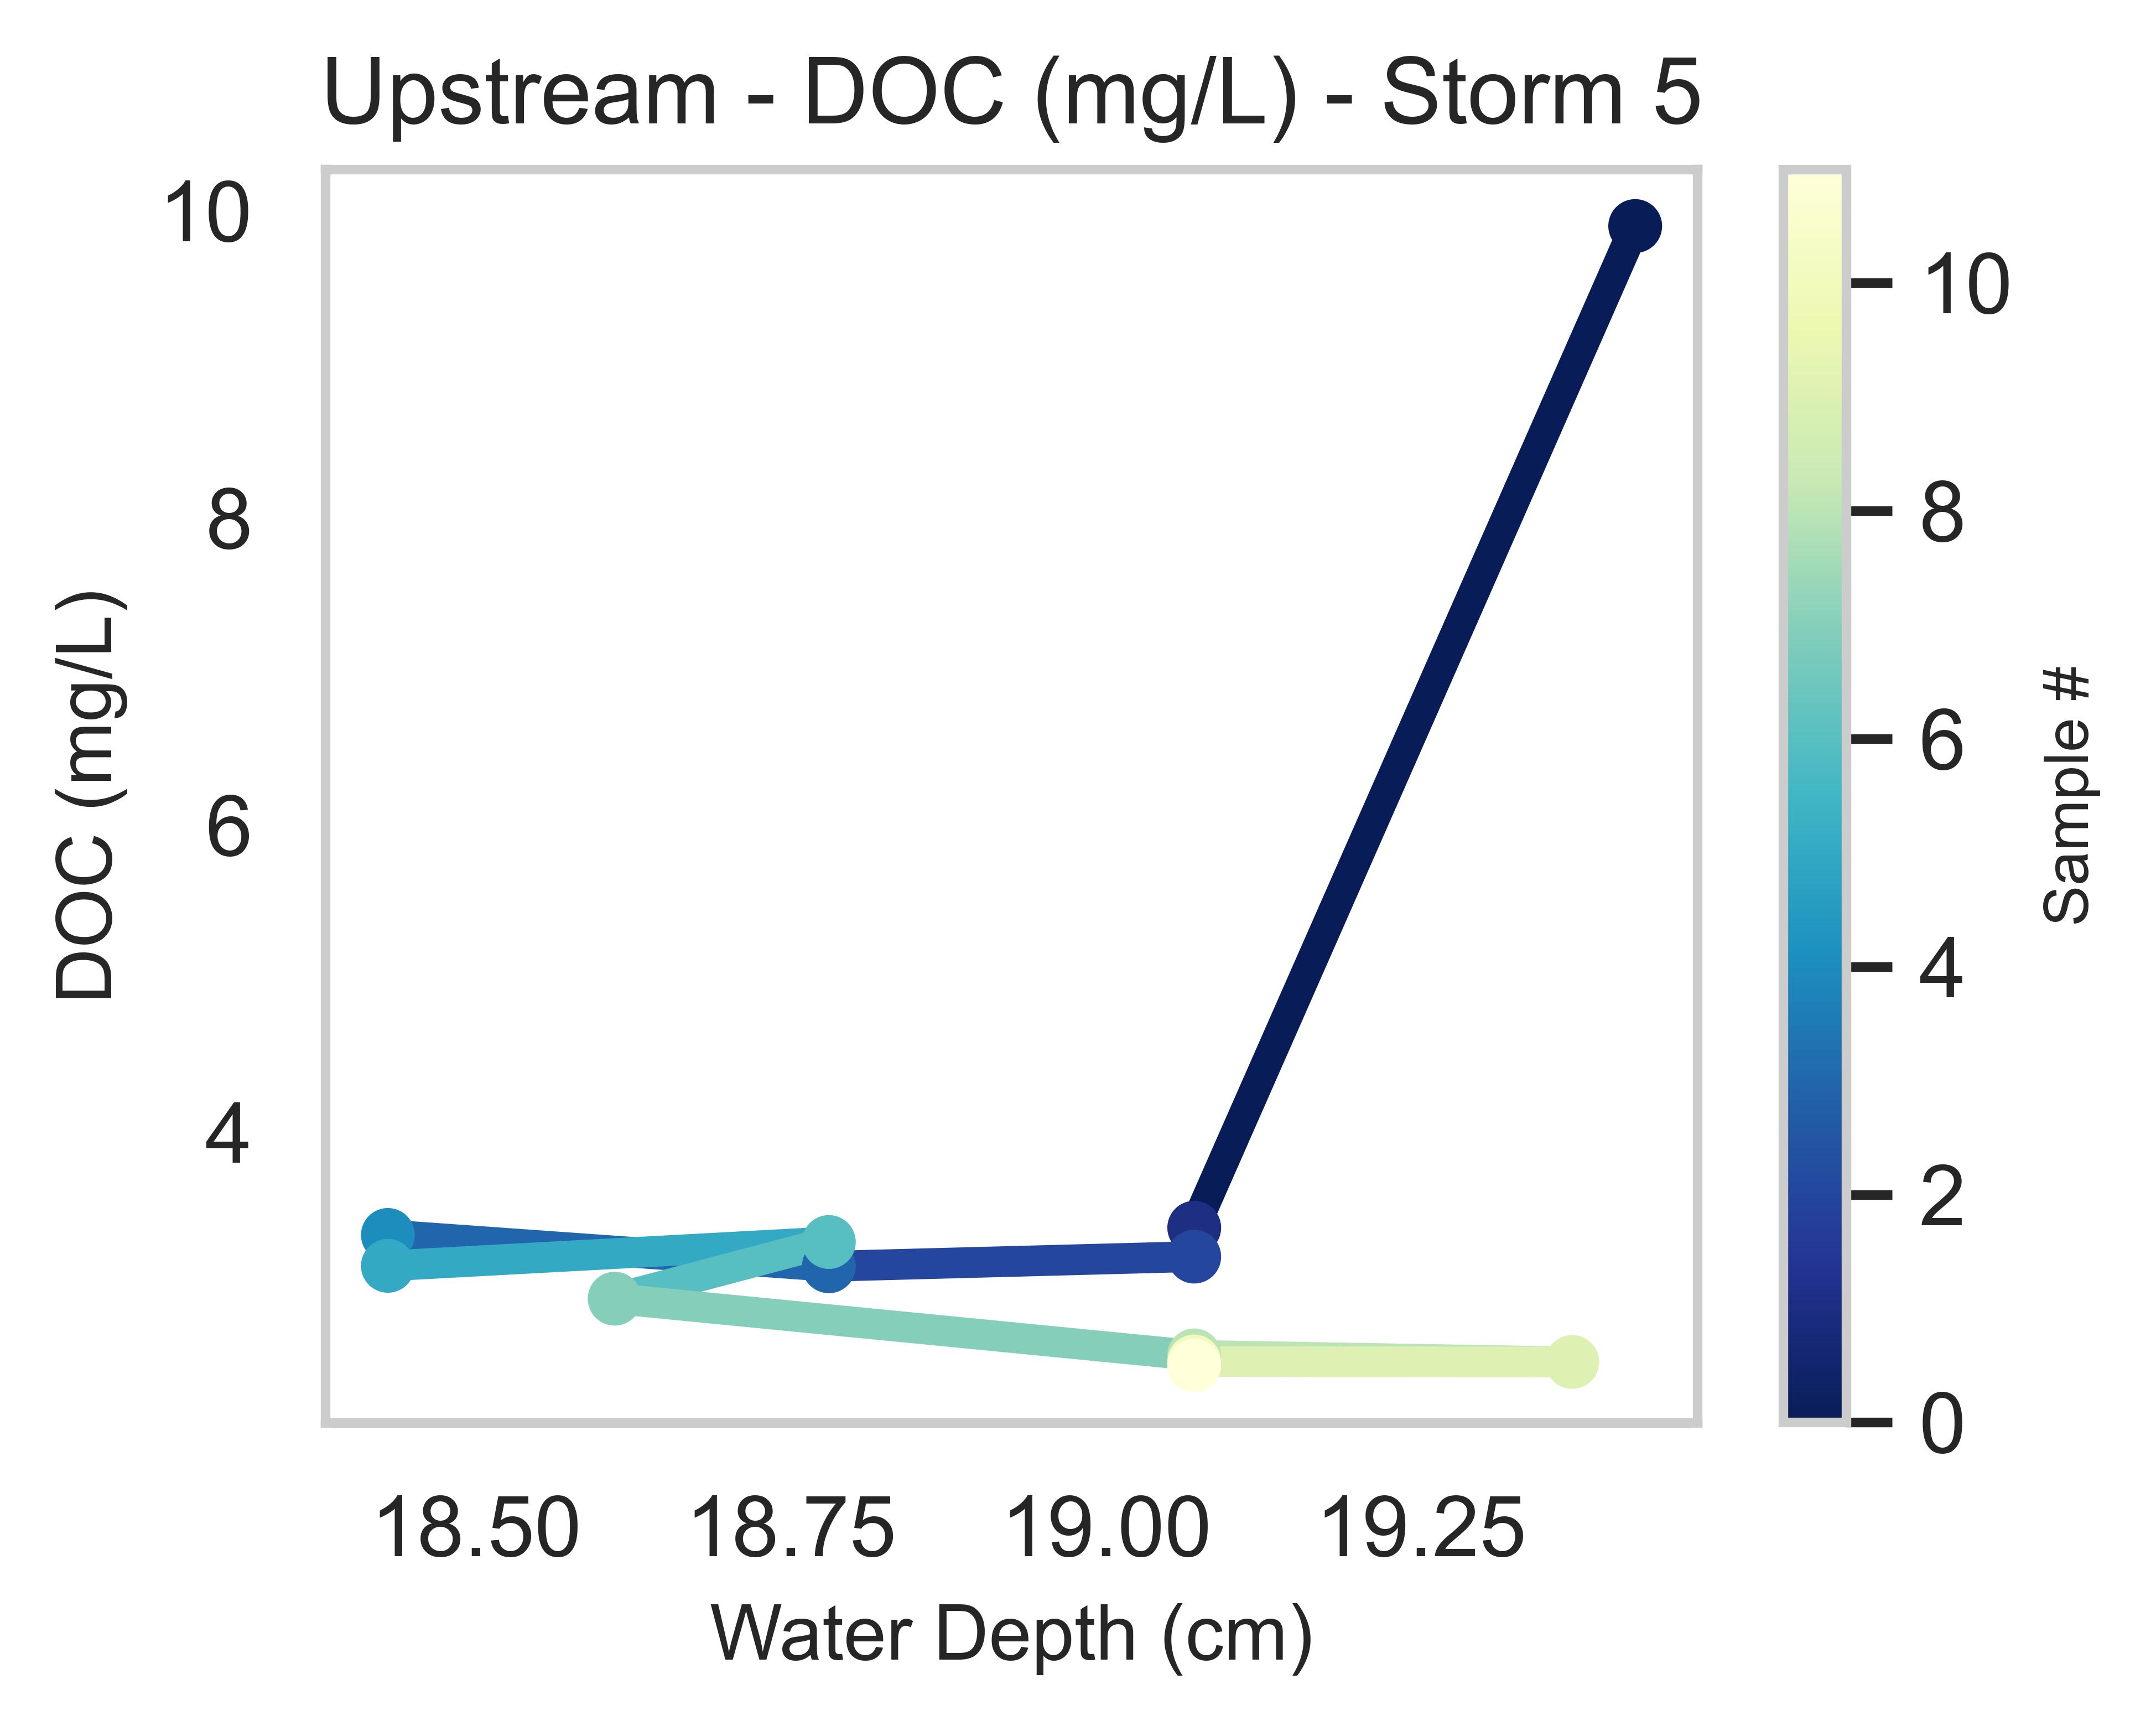 Upstream - DOC (mg/L) - Storm 5
10
8
6
4
DOC (mg/L)
18.50 18.75 19.00 19.25
Water Depth (cm)
10
8
6
4
2
0
Sample #